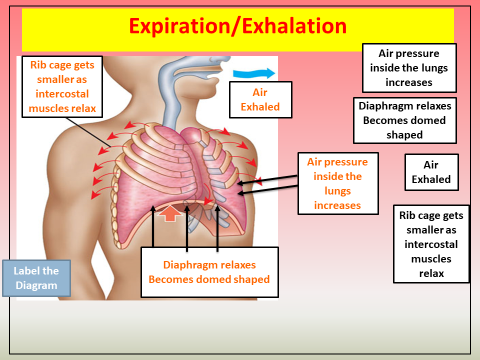 Expiration/Exhalation
Rib cage gets
smaller as
intercostal
muscles relax
Air
Exhaled
Air pressure
inside the
lungs
increases
Diaphragm relaxes
Becomes domed shaped
Label the
Diagram
Air pressure
inside the lungs
increases
Diaphragm relaxes
Becomes domed
shaped
Air
Exhaled
Rib cage gets
smaller as
intercostal
muscles
relax